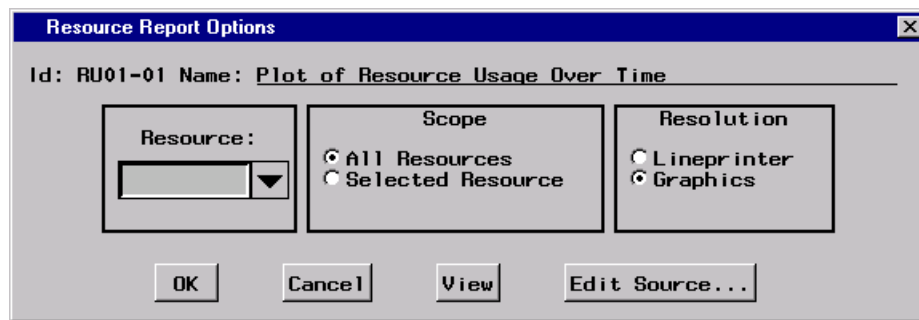 Resource Report Options
Id: RU01-01 Name: Plot of Resource Usage Over Time
Resource:
Scope
All Resources
Selected Resource
Resolution
Lineprinter
Graphics
OK Cancel View Edit Source...